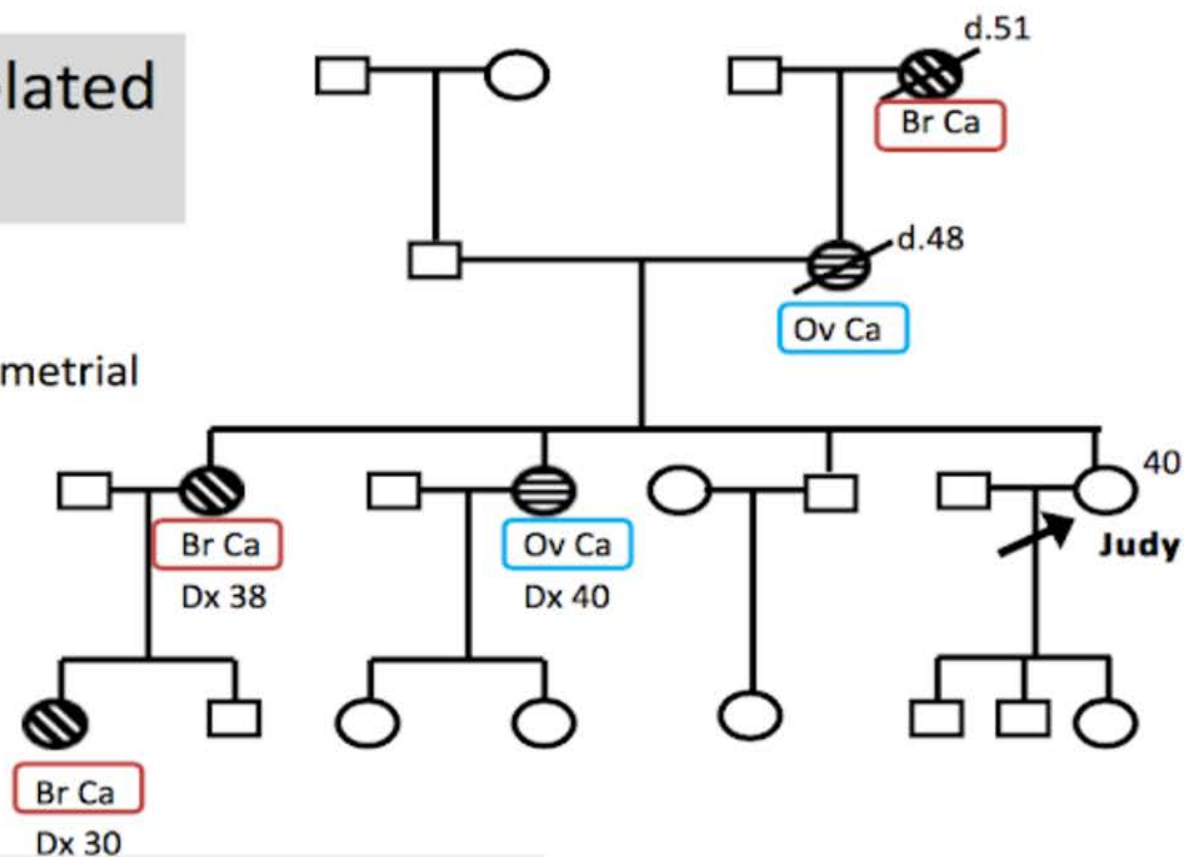 d.51
lated
Br Ca
d.48
Ov Ca
metrial
40
Br Ca
Ov Ca
Judy
Dx 38
Dx 40
Br Ca
Dx 30